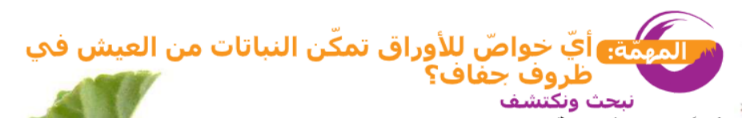 المهمّة: أيّ خواصّ للأوراق تمكّن النباتات من العيش في
ظروف جفاف؟
نبحث ونكتشف